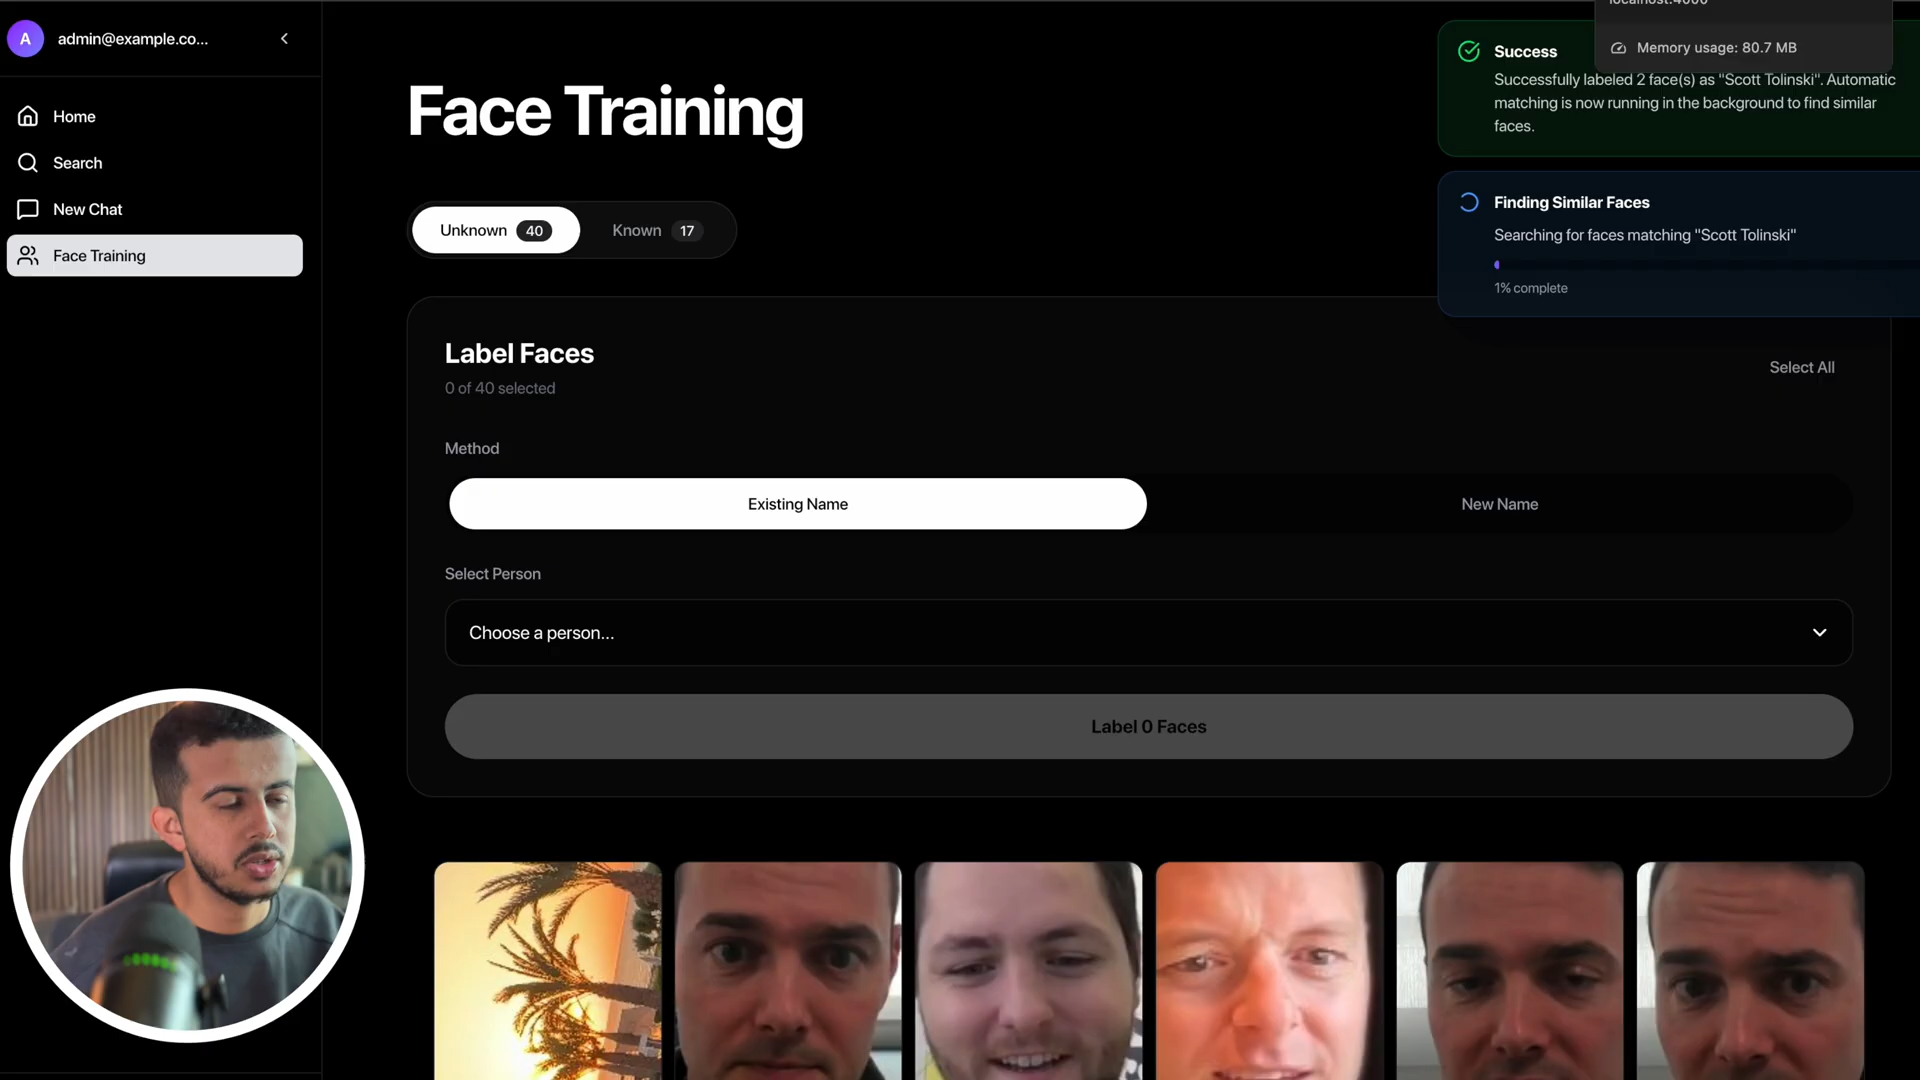 A
admin@example.co...
Home
Search
New Chat
Face Training
Face Training
Unknown 40
Known 17
Memory usage: 80.7 MB
Success
Successfully labeled 2 face(s) as "Scott Tolinski". Automatic
matching is now running in the background to find similar
faces.
Finding Similar Faces
Searching for faces matching "Scott Tolinski"
1% complete
Label Faces
0 of 40 selected
Select All
Method
Existing Name
New Name
Select Person
Choose a person...
Label 0 Faces